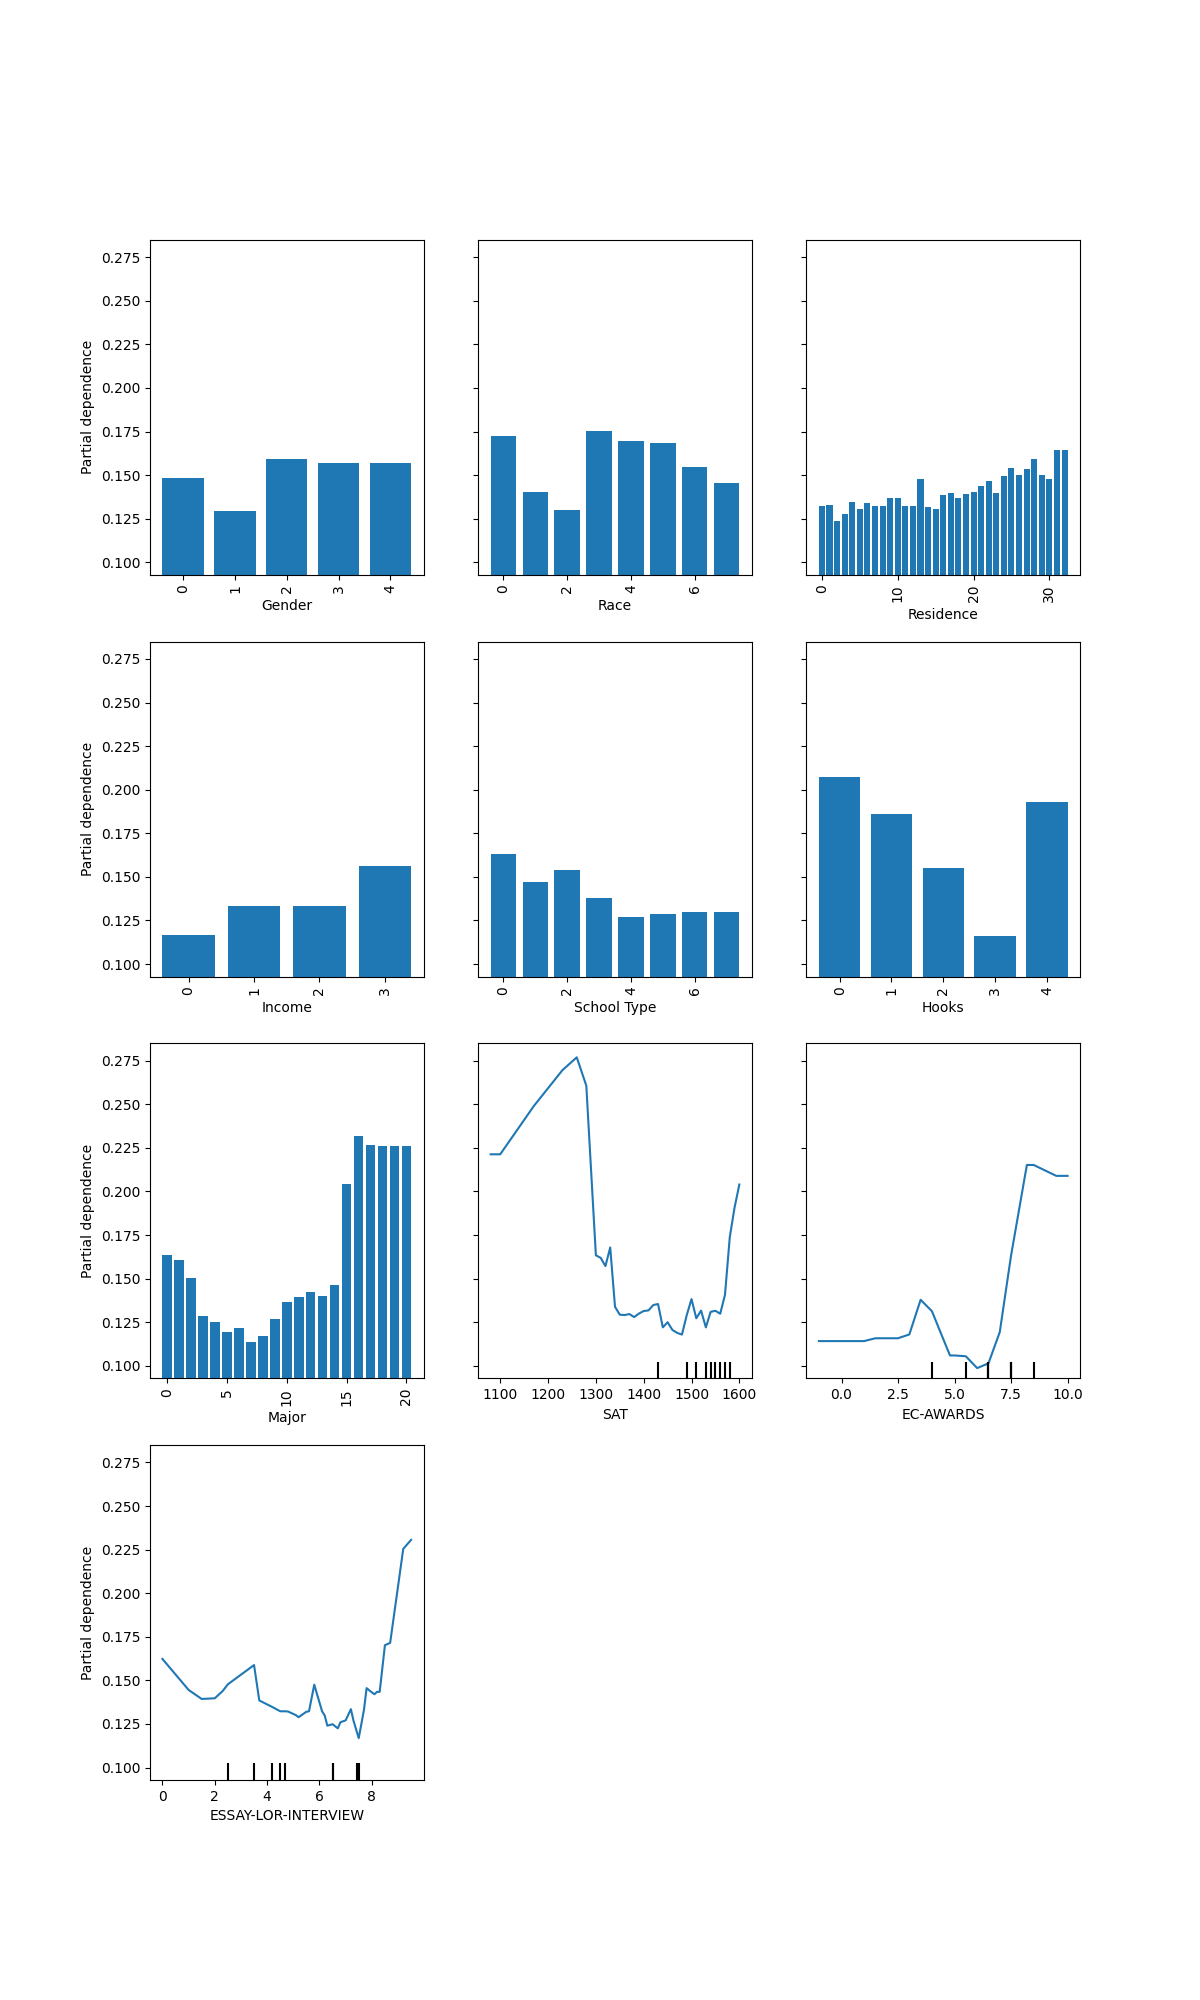 0.275
0.250
0.225
0.200
0.175
0.150
0.125
0.100
Partial dependence
0 1 2 3 4
Gender
0 2 4 6
Race
0 10 20 30
Residence
0.275
0.250
0.225
0.200
0.175
0.150
0.125
0.100
Partial dependence
0 1 2 3
Income
0 2 4 6
School Type
0 1 2 3 4
Hooks
0.275
0.250
0.225
0.200
0.175
0.150
0.125
0.100
Partial dependence
0 5 10 15 20
Major
1100 1200 1300 1400 1500 1600
SAT
0.0 2.5 5.0 7.5 10.0
EC-AWARDS
0.275
0.250
0.225
0.200
0.175
0.150
0.125
0.100
Partial dependence
0 2 4 6 8
ESSAY-LOR-INTERVIEW